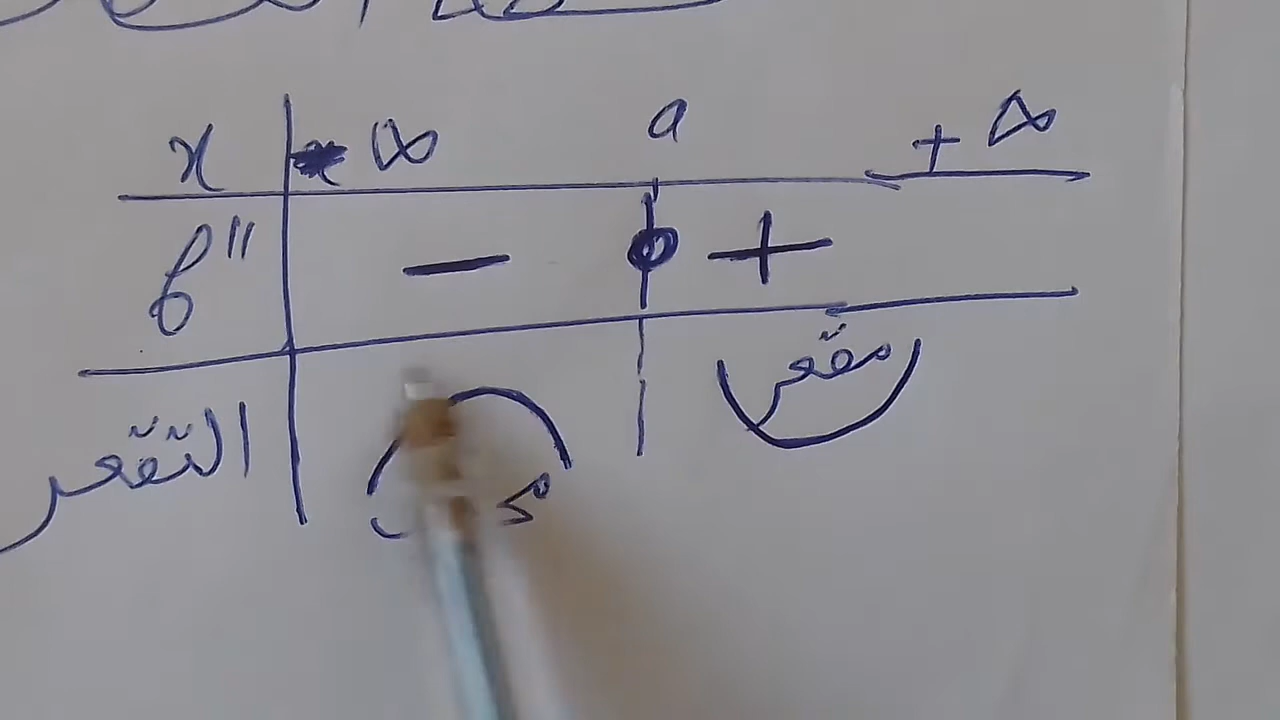 x -∞ a +∞
f'' - 0 +
التقعر مقعر